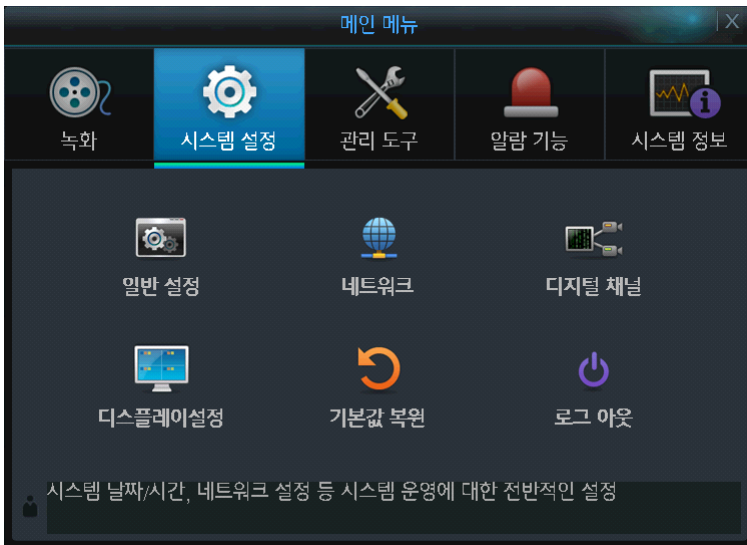 메인 메뉴
X
녹화
시스템 설정
관리 도구
알람 기능
시스템 정보
일반 설정
네트워크
디지털 채널
디스플레이설정
기본값 복원
로그 아웃
시스템 날짜/시간, 네트워크 설정 등 시스템 운영에 대한 전반적인 설정